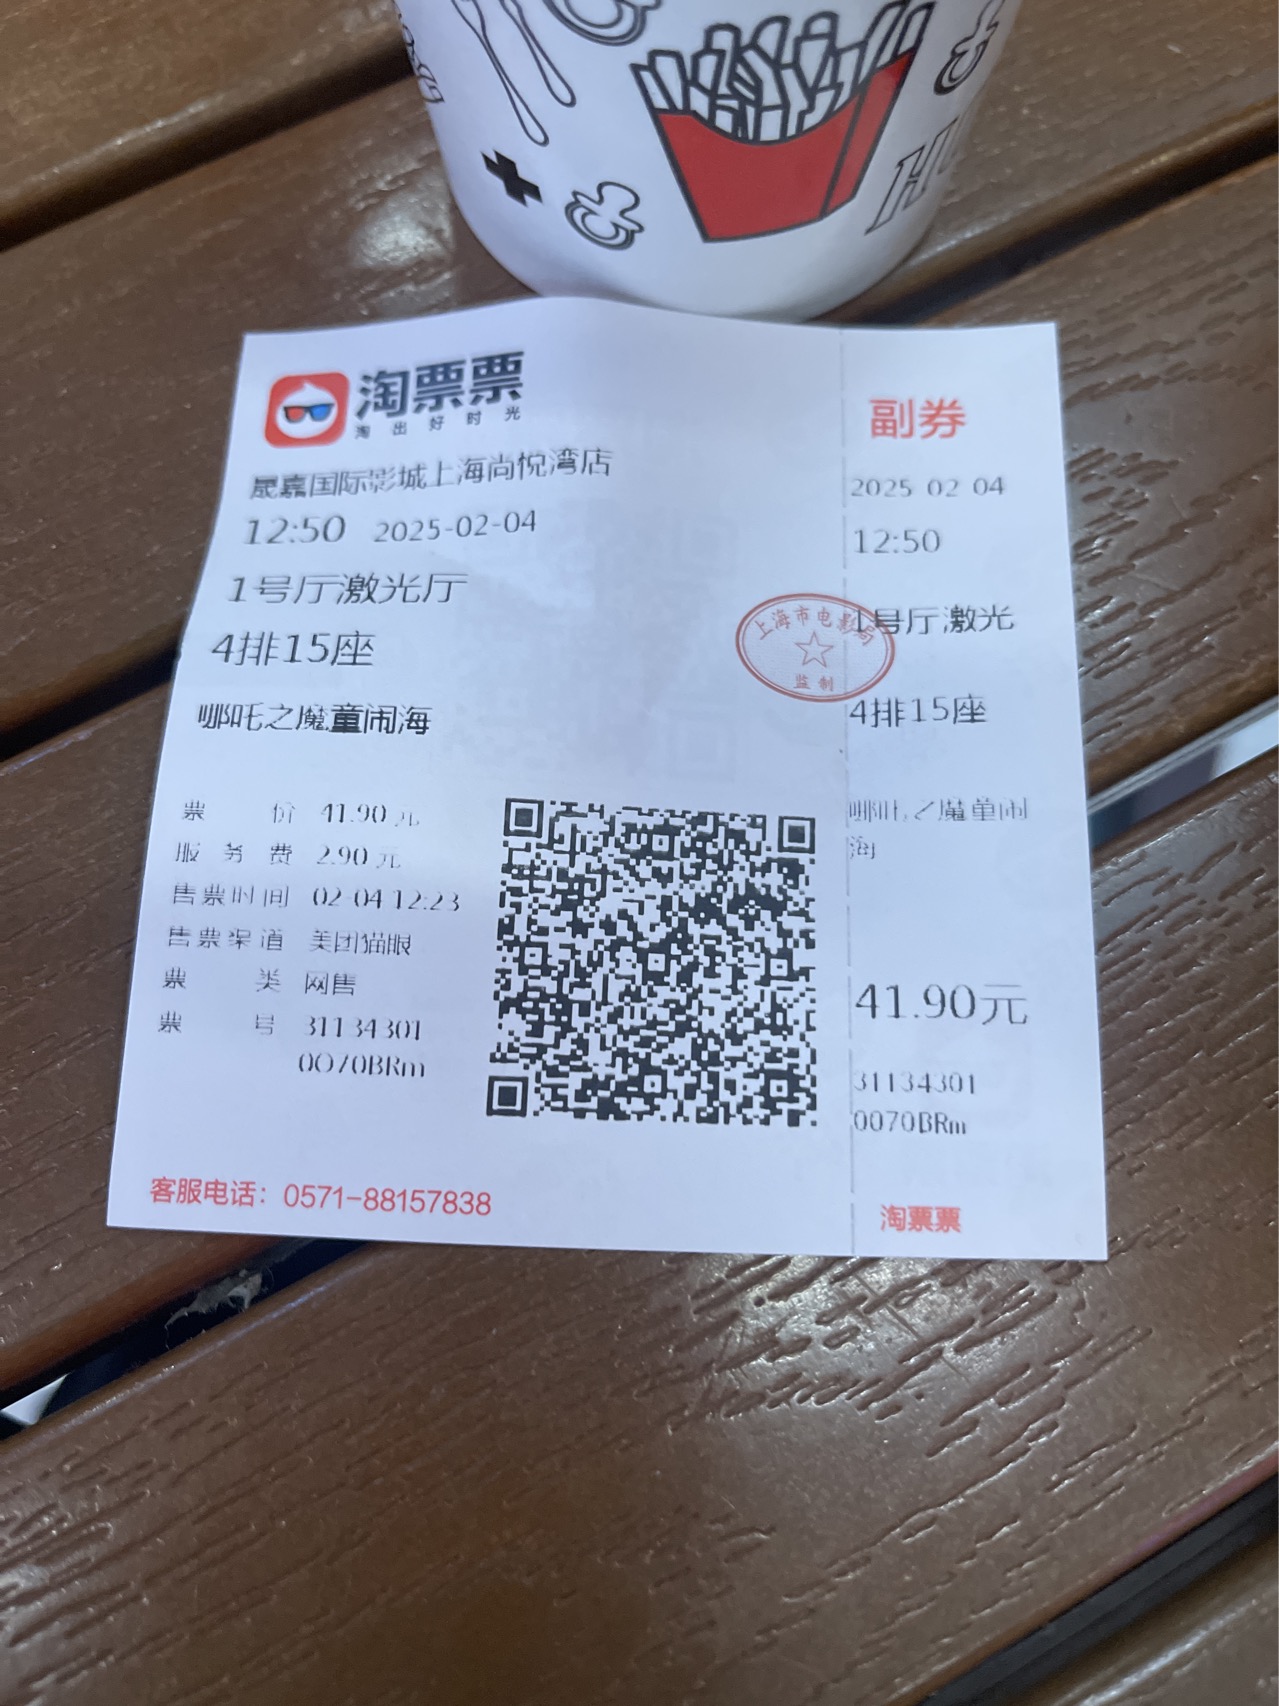 淘票票
淘出好时光
晟嘉国际影城上海尚悦湾店
12:50 2025-02-04
1号厅激光厅
4排15座
哪吒之魔童闹海
票价 41.90元
服务费 2.90元
售票时间 02-04 12:23
售票渠道 美团猫眼
票类 网售
票号 31134301
0070BRm
客服电话：0571-88157838
上海市电影局
监制
副券
2025 02 04
12:50
1号厅激光
4排15座
哪吒之魔童闹
海
41.90元
31134301
0070BRm
淘票票